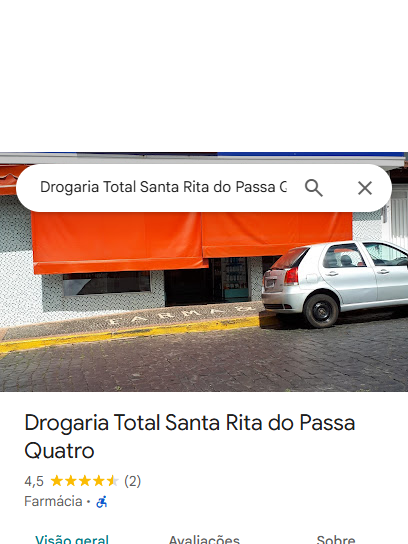 Drogaria Total Santa Rita do Passa Q
FARMA
Drogaria Total Santa Rita do Passa
Quatro
4,5 (2)
Farmácia ·
Visão geral Avaliações Sobre